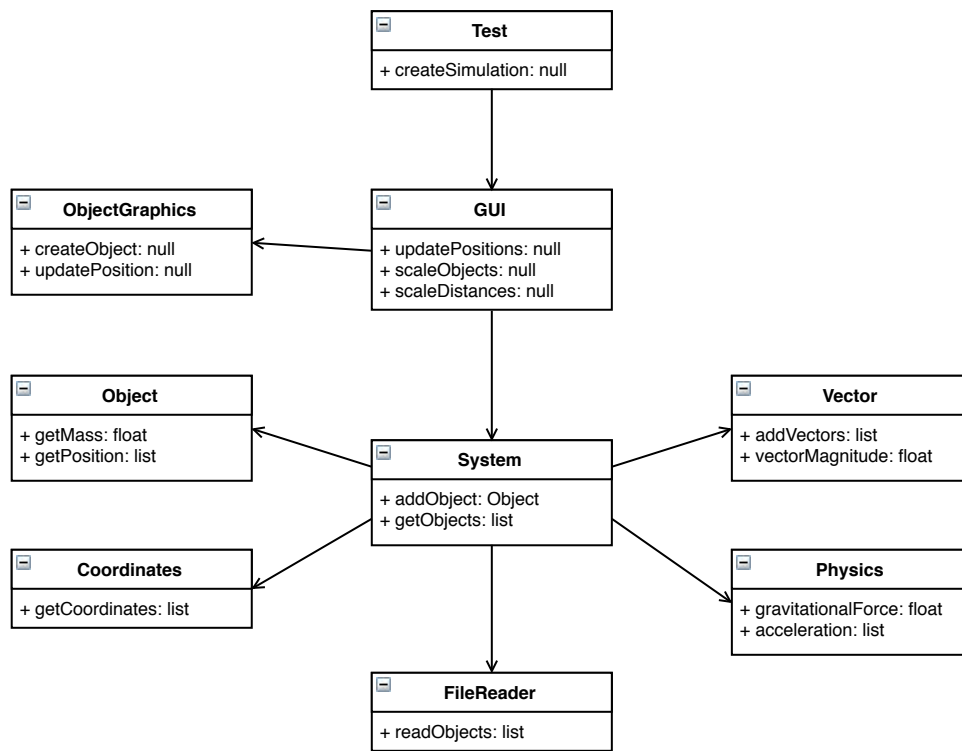 Test
+ createSimulation: null
ObjectGraphics
+ createObject: null
+ updatePosition: null
GUI
+ updatePositions: null
+ scaleObjects: null
+ scaleDistances: null
Object
+ getMass: float
+ getPosition: list
Vector
+ addVectors: list
+ vectorMagnitude: float
System
+ addObject: Object
+ getObjects: list
Coordinates
+ getCoordinates: list
Physics
+ gravitationalForce: float
+ acceleration: list
FileReader
+ readObjects: list